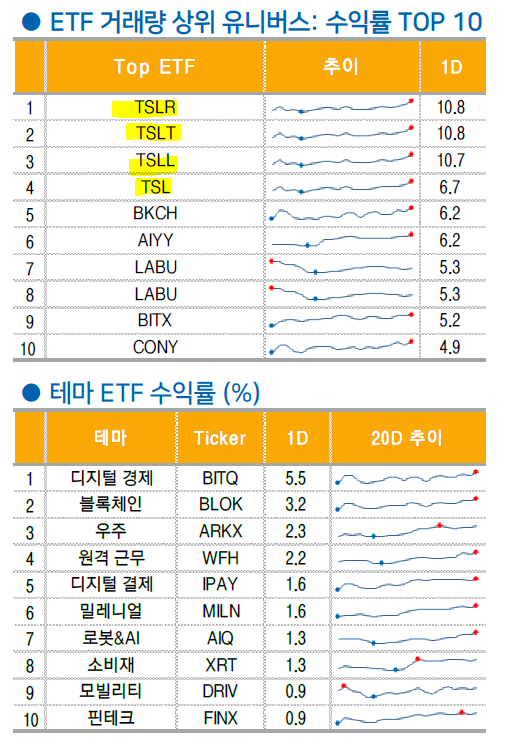 ● ETF 거래량 상위 유니버스: 수익률 TOP 10
Top ETF 추이 1D
1 TSLR 10.8
2 TSLT 10.8
3 TSLL 10.7
4 TSL 6.7
5 BKCH 6.2
6 AIYY 6.2
7 LABU 5.3
8 LABU 5.3
9 BITX 5.2
10 CONY 4.9
● 테마 ETF 수익률 (%)
테마 Ticker 1D 20D 추이
1 디지털 경제 BITQ 5.5
2 블록체인 BLOK 3.2
3 우주 ARKX 2.3
4 원격 근무 WFH 2.2
5 디지털 결제 IPAY 1.6
6 밀레니얼 MILN 1.6
7 로봇&AI AIQ 1.3
8 소비재 XRT 1.3
9 모빌리티 DRIV 0.9
10 핀테크 FINX 0.9